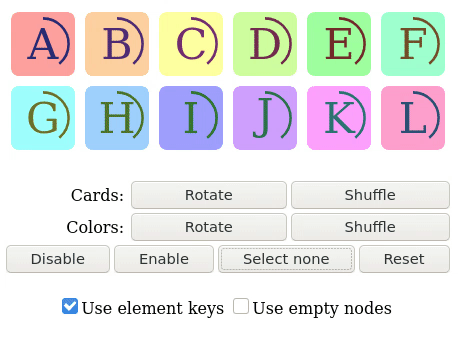 A B C D E F
G H I J K L
Cards: Rotate Shuffle
Colors: Rotate Shuffle
Disable Enable Select none Reset
Use element keys Use empty nodes